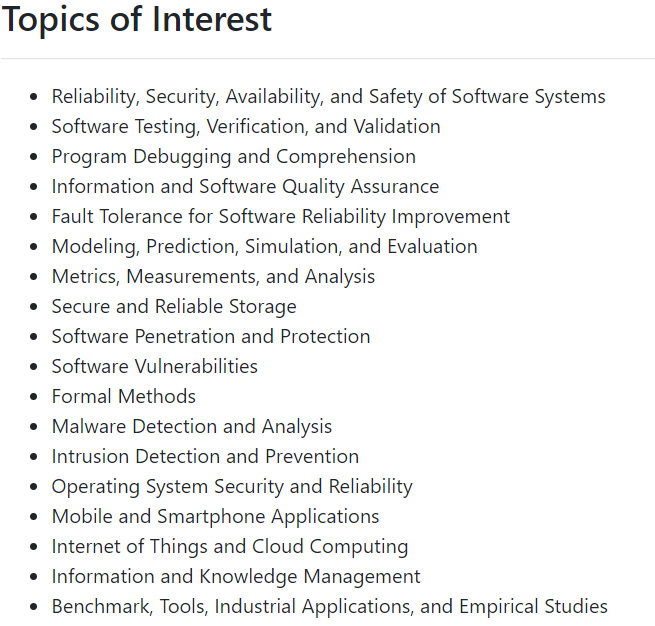 Topics of Interest
Reliability, Security, Availability, and Safety of Software Systems
Software Testing, Verification, and Validation
Program Debugging and Comprehension
Information and Software Quality Assurance
Fault Tolerance for Software Reliability Improvement
Modeling, Prediction, Simulation, and Evaluation
Metrics, Measurements, and Analysis
Secure and Reliable Storage
Software Penetration and Protection
Software Vulnerabilities
Formal Methods
Malware Detection and Analysis
Intrusion Detection and Prevention
Operating System Security and Reliability
Mobile and Smartphone Applications
Internet of Things and Cloud Computing
Information and Knowledge Management
Benchmark, Tools, Industrial Applications, and Empirical Studies